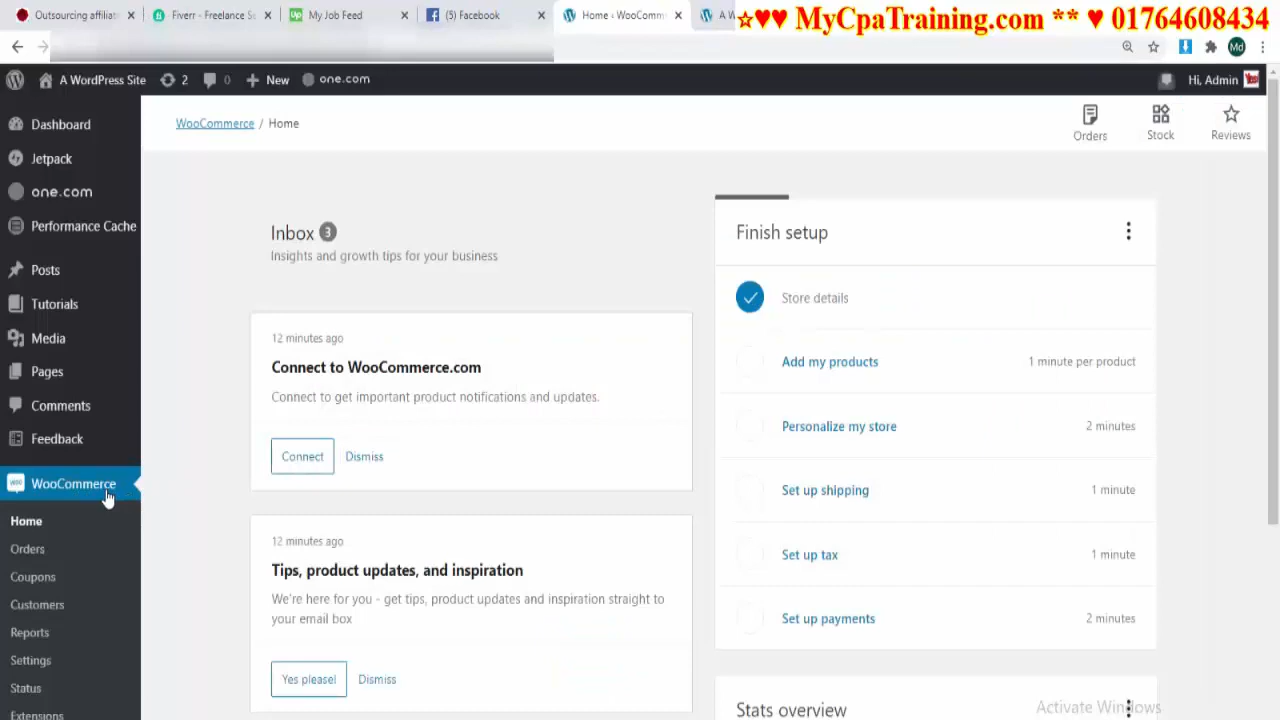 Outsourcing affiliat
Fiverr - Freelance S
My Job Feed
(5) Facebook
Home ‹ WooComm
A W
☆♥♥ MyCpaTraining.com ** ♥ 01764608434
Md
A WordPress Site
2
0
New
one.com
Hi, Admin
Dashboard
Jetpack
one.com
Performance Cache
Posts
Tutorials
Media
Pages
Comments
Feedback
WooCommerce
Home
Orders
Coupons
Customers
Reports
Settings
Status
Extensions
WooCommerce / Home
Orders
Stock
Reviews
Inbox 3
Insights and growth tips for your business
12 minutes ago
Connect to WooCommerce.com
Connect to get important product notifications and updates.
Connect
Dismiss
12 minutes ago
Tips, product updates, and inspiration
We're here for you - get tips, product updates and inspiration straight to
your email box
Yes please!
Dismiss
Finish setup
Store details
Add my products
1 minute per product
Personalize my store
2 minutes
Set up shipping
1 minute
Set up tax
1 minute
Set up payments
2 minutes
Stats overview
Activate Windows